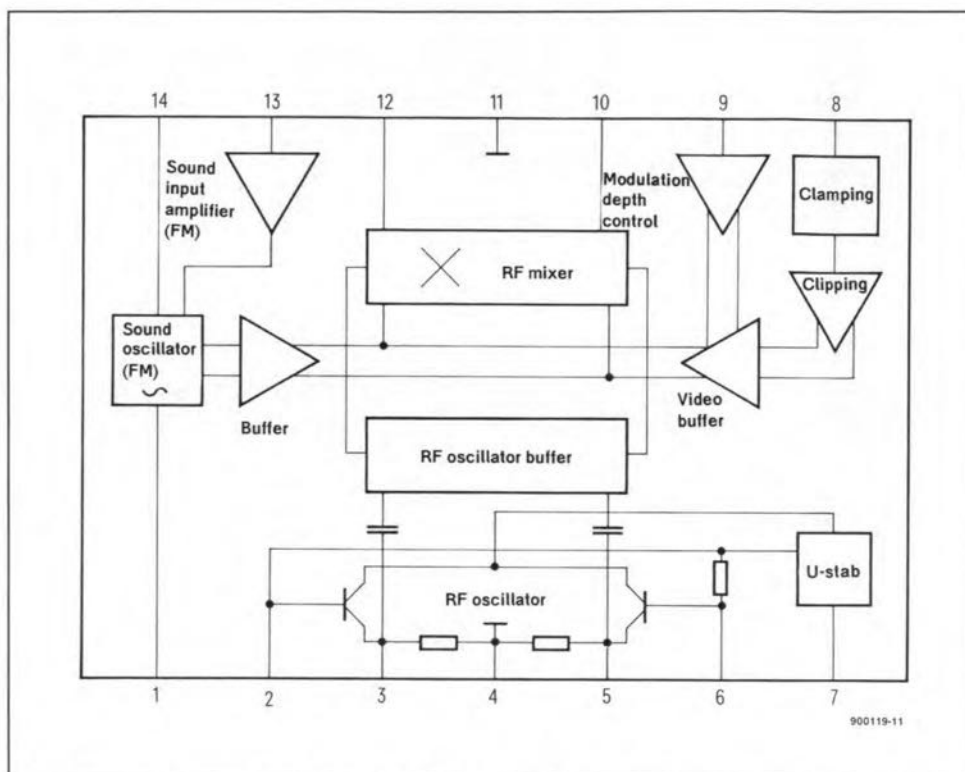 14 13 12 11 10 9 8
Sound
input
amplifier
(FM)
Modulation
depth
control
Clamping
RF mixer
Clipping
Sound
oscillator
(FM)
Buffer
Video
buffer
RF oscillator buffer
U-stab
RF oscillator
1 2 3 4 5 6 7
900119-11